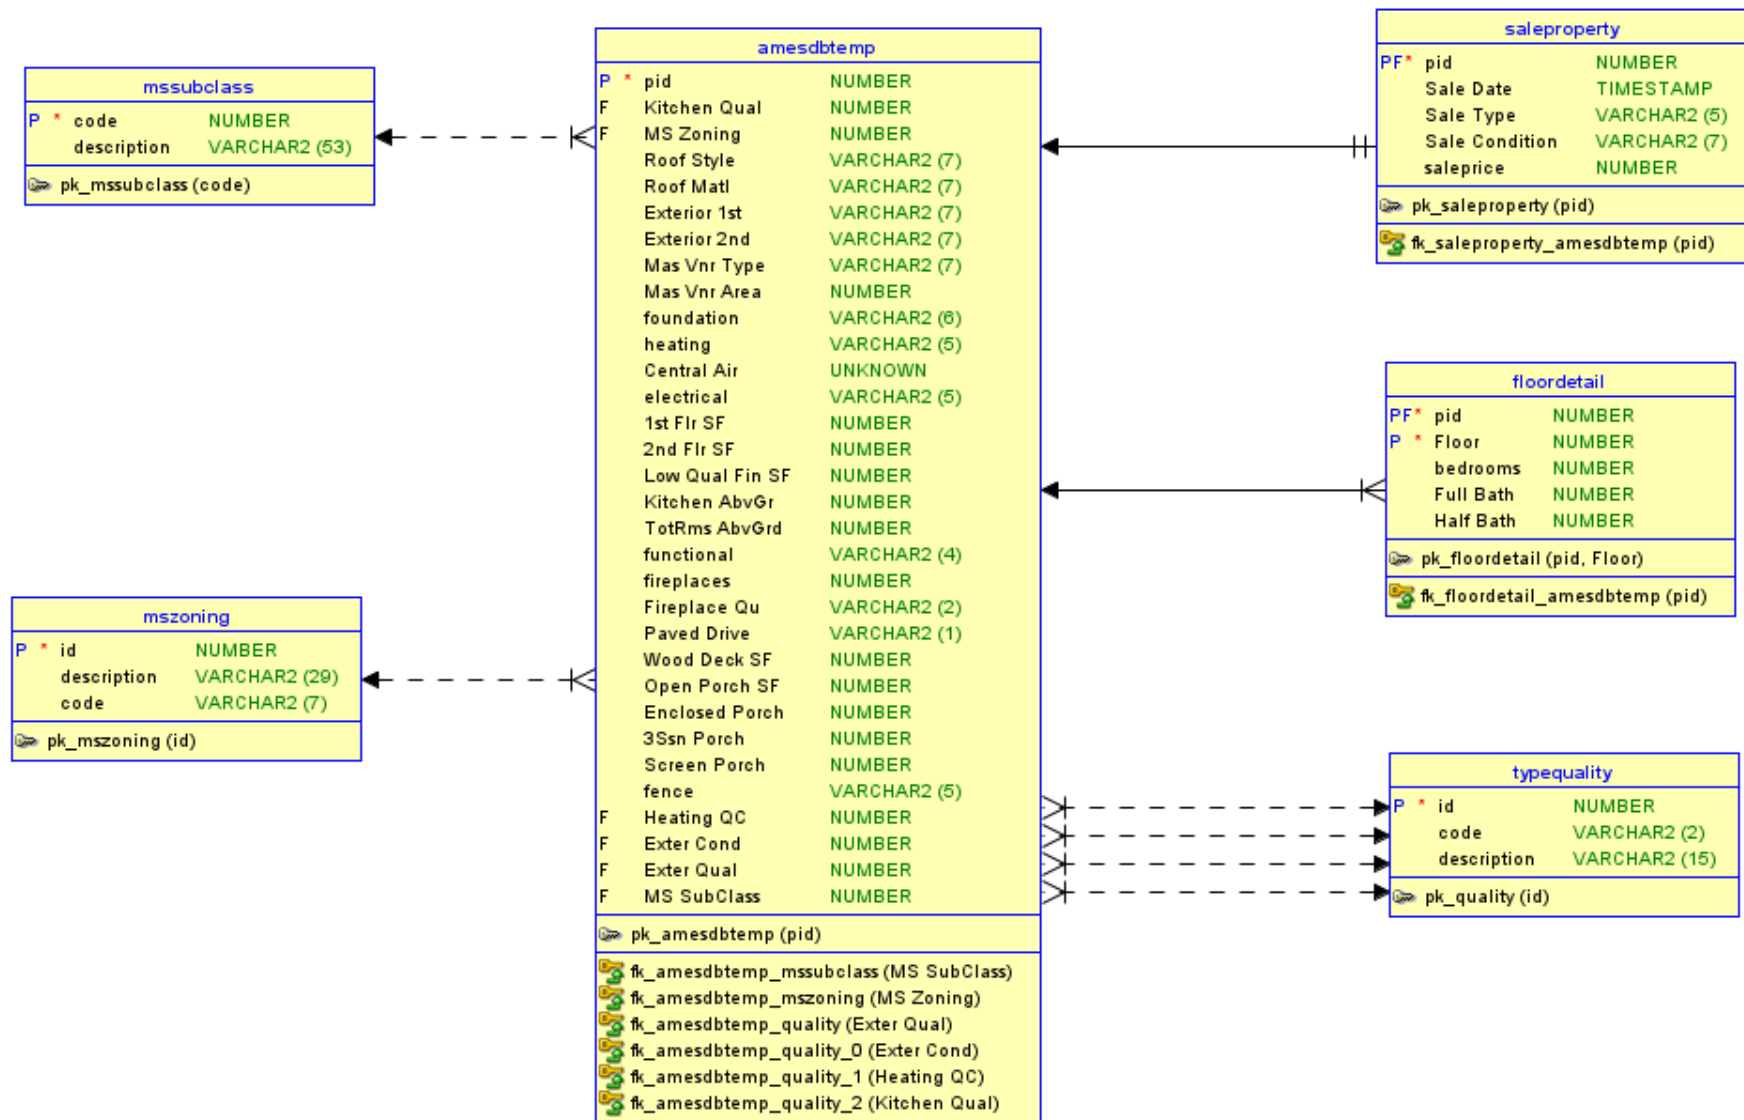 mssubclass
P * code NUMBER
description VARCHAR2 (53)
pk_mssubclass (code)
mszoning
P * id NUMBER
description VARCHAR2 (29)
code VARCHAR2 (7)
pk_mszoning (id)
amesdbtemp
P * pid NUMBER
F Kitchen Qual NUMBER
F MS Zoning NUMBER
Roof Style VARCHAR2 (7)
Roof Matl VARCHAR2 (7)
Exterior 1st VARCHAR2 (7)
Exterior 2nd VARCHAR2 (7)
Mas Vnr Type VARCHAR2 (7)
Mas Vnr Area NUMBER
foundation VARCHAR2 (6)
heating VARCHAR2 (5)
Central Air UNKNOWN
electrical VARCHAR2 (5)
1st Flr SF NUMBER
2nd Flr SF NUMBER
Low Qual Fin SF NUMBER
Kitchen AbvGr NUMBER
TotRms AbvGrd NUMBER
functional VARCHAR2 (4)
fireplaces NUMBER
Fireplace Qu VARCHAR2 (2)
Paved Drive VARCHAR2 (1)
Wood Deck SF NUMBER
Open Porch SF NUMBER
Enclosed Porch NUMBER
3Ssn Porch NUMBER
Screen Porch NUMBER
fence VARCHAR2 (5)
F Heating QC NUMBER
F Exter Cond NUMBER
F Exter Qual NUMBER
F MS SubClass NUMBER
pk_amesdbtemp (pid)
fk_amesdbtemp_mssubclass (MS SubClass)
fk_amesdbtemp_mszoning (MS Zoning)
fk_amesdbtemp_quality (Exter Qual)
fk_amesdbtemp_quality_0 (Exter Cond)
fk_amesdbtemp_quality_1 (Heating QC)
fk_amesdbtemp_quality_2 (Kitchen Qual)
saleproperty
PF* pid NUMBER
Sale Date TIMESTAMP
Sale Type VARCHAR2 (5)
Sale Condition VARCHAR2 (7)
saleprice NUMBER
pk_saleproperty (pid)
fk_saleproperty_amesdbtemp (pid)
floordetail
PF* pid NUMBER
P * Floor NUMBER
bedrooms NUMBER
Full Bath NUMBER
Half Bath NUMBER
pk_floordetail (pid, Floor)
fk_floordetail_amesdbtemp (pid)
typequality
P * id NUMBER
code VARCHAR2 (2)
description VARCHAR2 (15)
pk_quality (id)